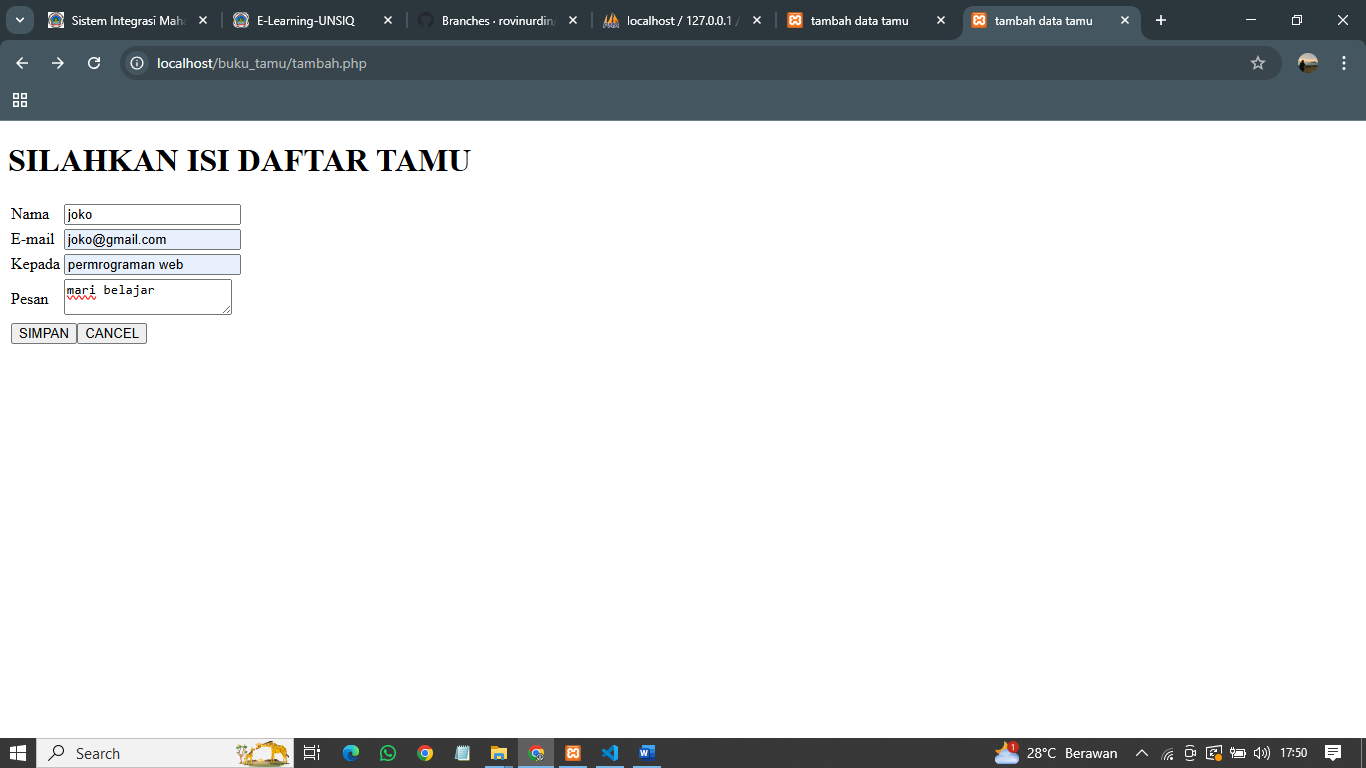 Sistem Integrasi Maha
E-Learning-UNSIQ
Branches · rovinurdin/
localhost / 127.0.0.1 /
tambah data tamu
tambah data tamu
localhost/buku_tamu/tambah.php
SILAHKAN ISI DAFTAR TAMU
Nama joko
E-mail joko@gmail.com
Kepada permrograman web
Pesan mari belajar
SIMPAN CANCEL
Search
1
28°C Berawan
17:50